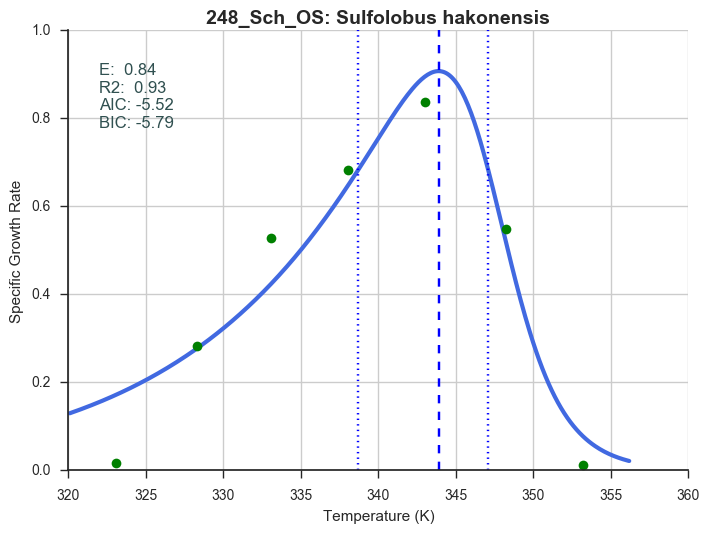 248_Sch_OS: Sulfolobus hakonensis
E:  0.84
R2:  0.93
AIC: -5.52
BIC: -5.79
Specific Growth Rate
1.0
0.8
0.6
0.4
0.2
0.0
320 325 330 335 340 345 350 355 360
Temperature (K)